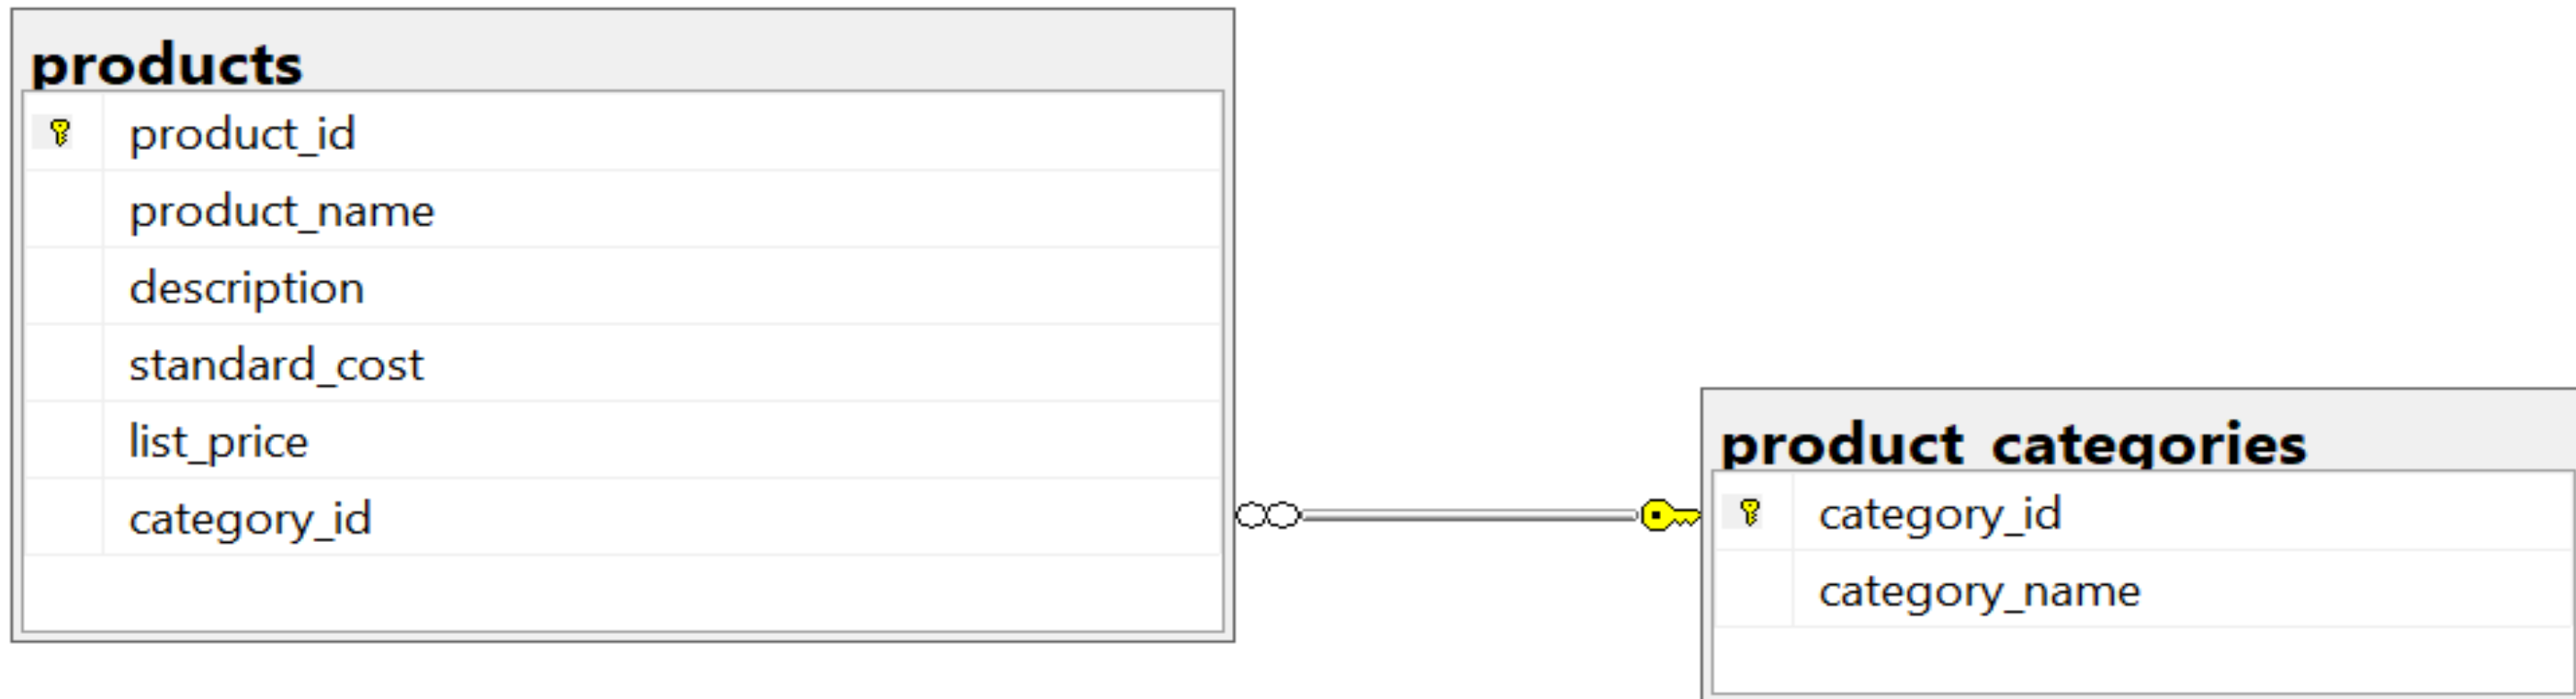 products
product_id
product_name
description
standard_cost
list_price
category_id
product_categories
category_id
category_name